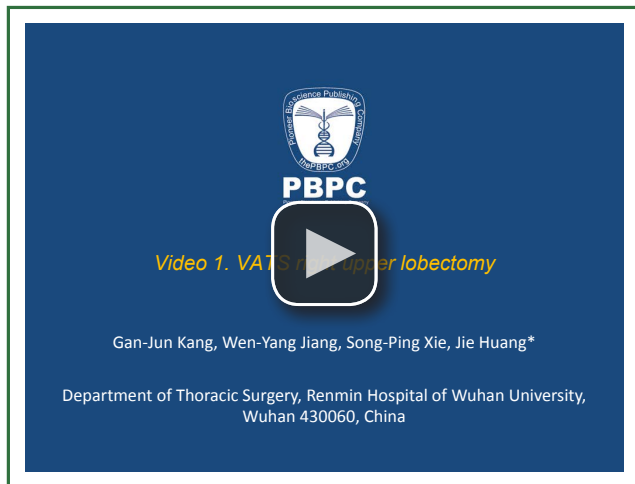 Pioneer Bioscience Publishing Company
thePBPC.org
PBPC
Video 1. VATS right upper lobectomy
Gan-Jun Kang, Wen-Yang Jiang, Song-Ping Xie, Jie Huang*
Department of Thoracic Surgery, Renmin Hospital of Wuhan University,
Wuhan 430060, China